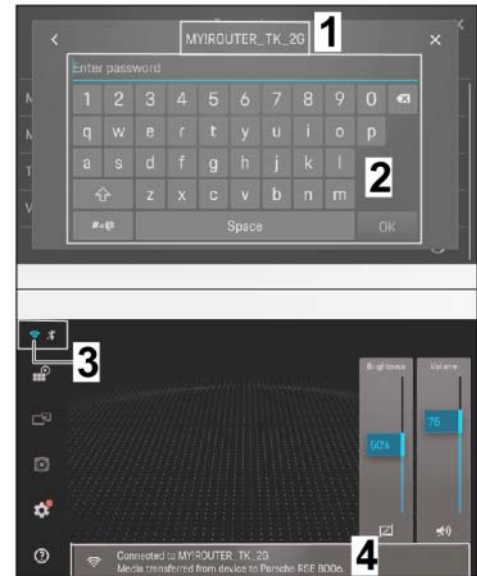 MY!ROUTER_TK_2G
1
Enter password
1 2 3 4 5 6 7 8 9 0
q w e r t y u i o p
a s d f g h j k l
2
z x c v b n m
#-@ Space OK
3
Brightness Volume
76
60%
Connected to MY!ROUTER_TK_2G.
4
Media transferred from device to Porsche RSE B006.